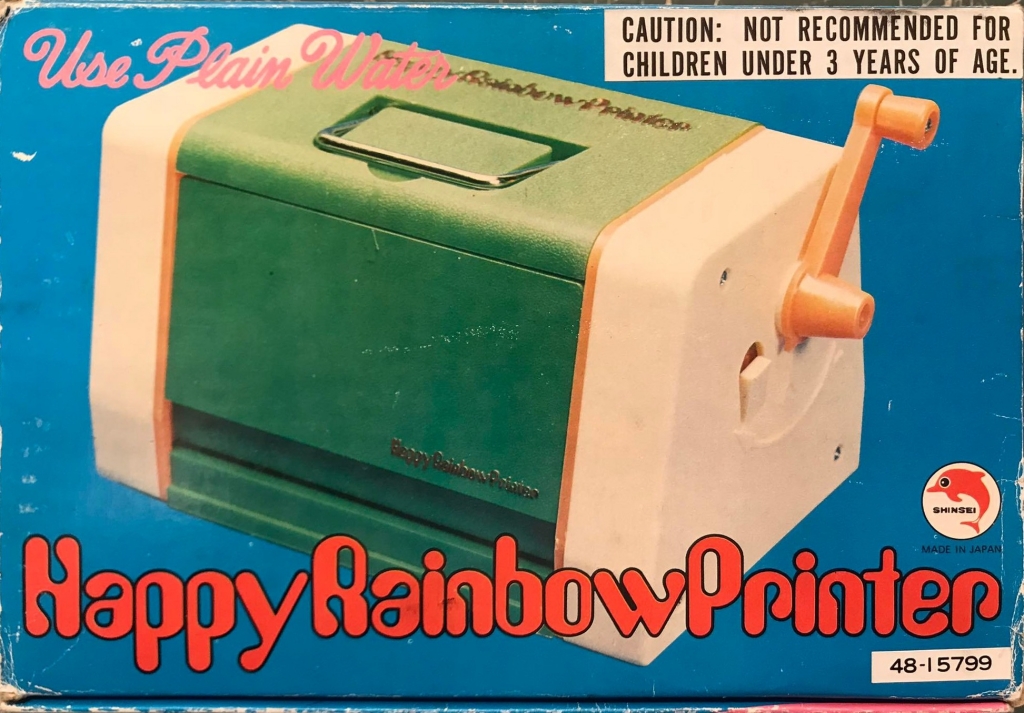 Use Plain Water
CAUTION: NOT RECOMMENDED FOR
CHILDREN UNDER 3 YEARS OF AGE.
Happy Rainbow Printer
Happy Rainbow Printer
SHINSEI
MADE IN JAPAN
Happy Rainbow Printer
48-15799